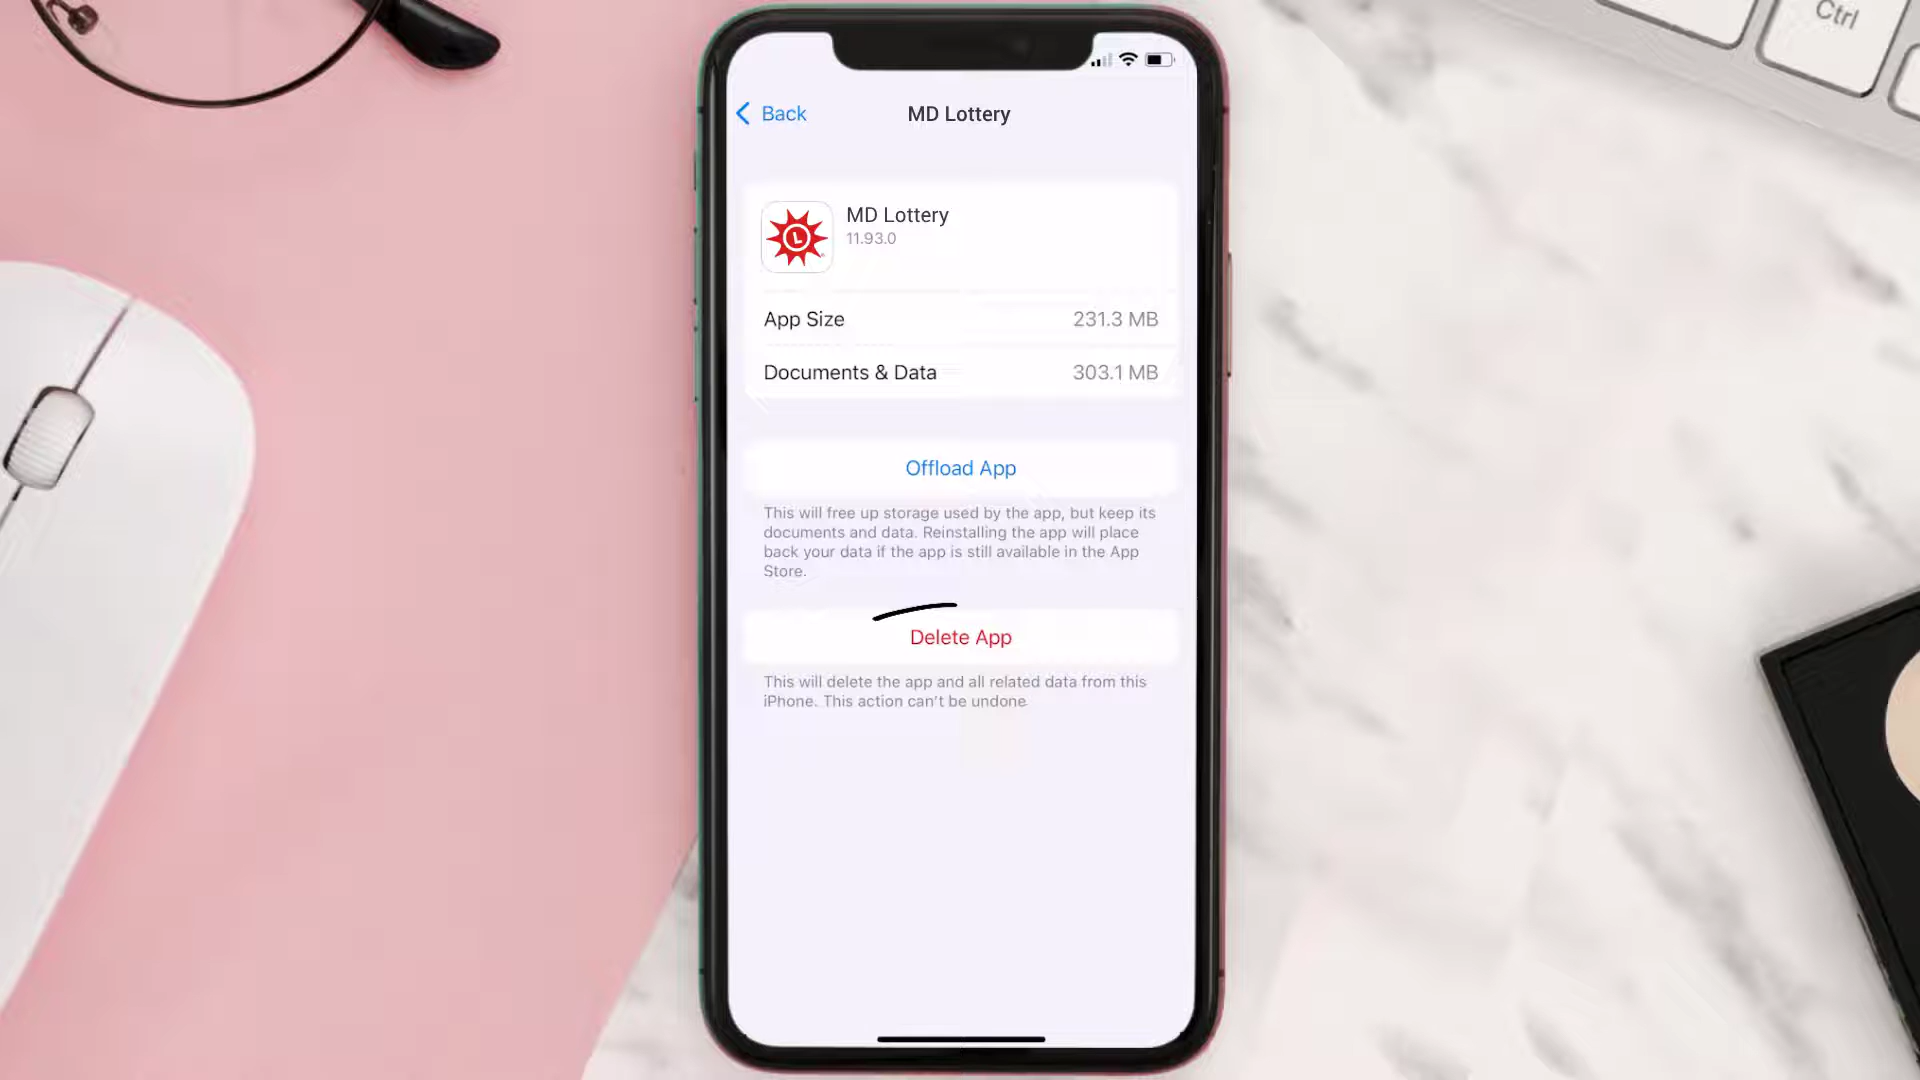 Ctrl
Back
MD Lottery
L
MD Lottery
11.93.0
App Size
231.3 MB
Documents & Data
303.1 MB
Offload App
This will free up storage used by the app, but keep its
documents and data. Reinstalling the app will place
back your data if the app is still available in the App
Store.
Delete App
This will delete the app and all related data from this
iPhone. This action can't be undone